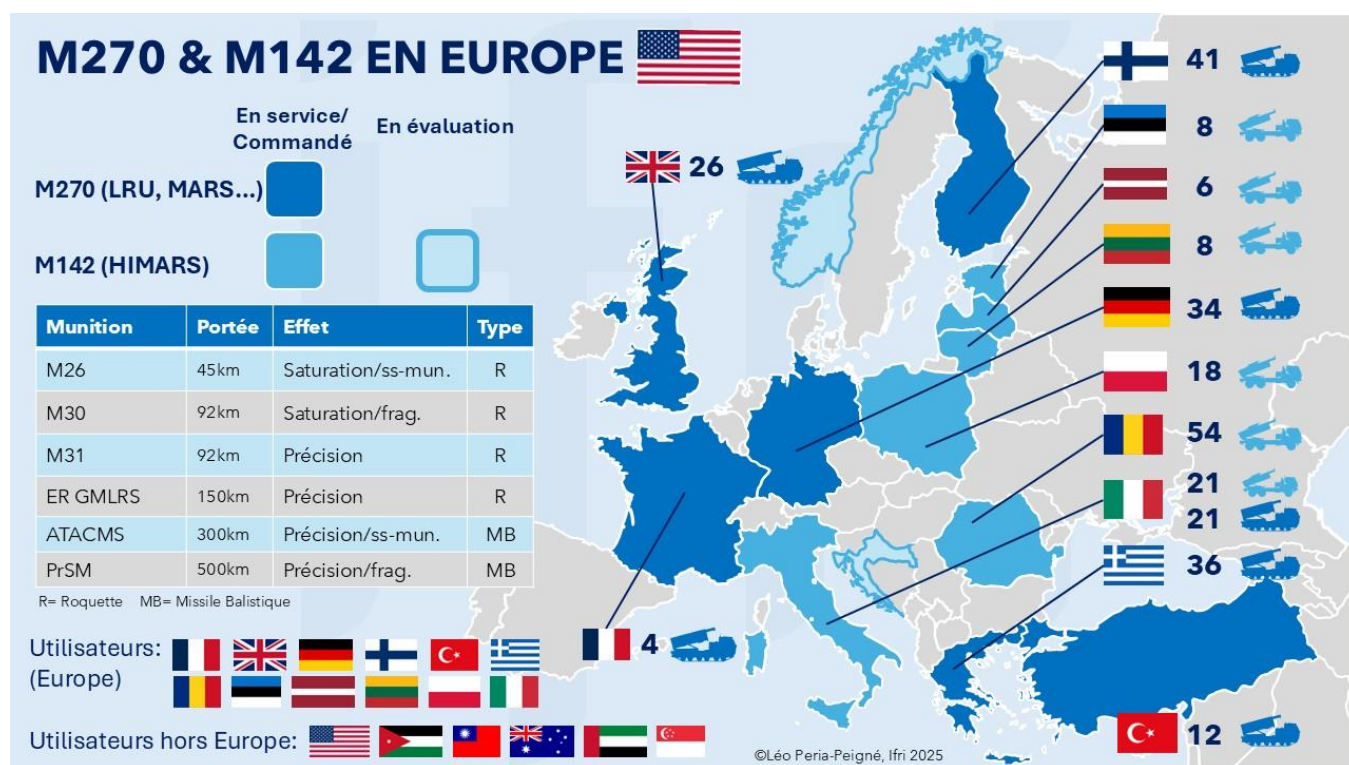 M270 & M142 EN EUROPE
En service/
Commandé
En évaluation
M270 (LRU, MARS...)
M142 (HIMARS)
Munition Portée Effet Type
M26 45km Saturation/ss-mun. R
M30 92km Saturation/frag. R
M31 92km Précision R
ER GMLRS 150km Précision R
ATACMS 300km Précision/ss-mun. MB
PrSM 500km Précision/frag. MB
R= Roquette MB= Missile Balistique
Utilisateurs:
(Europe)
Utilisateurs hors Europe:
26
4
41
8
6
8
34
18
54
21
21
36
12
©Léo Peria-Peigné, Ifri 2025